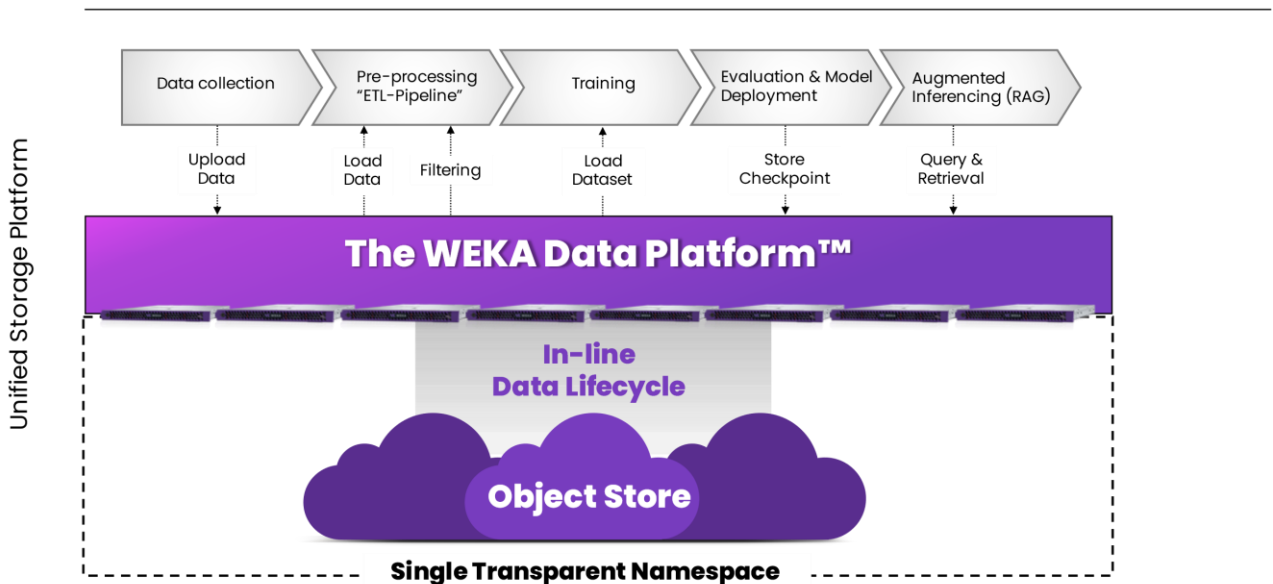 Unified Storage Platform
Data collection
Pre-processing
“ETL-Pipeline”
Training
Evaluation & Model
Deployment
Augmented
Inferencing (RAG)
Upload
Data
Load
Data
Filtering
Load
Dataset
Store
Checkpoint
Query &
Retrieval
The WEKA Data Platform™
In-line
Data Lifecycle
Object Store
Single Transparent Namespace